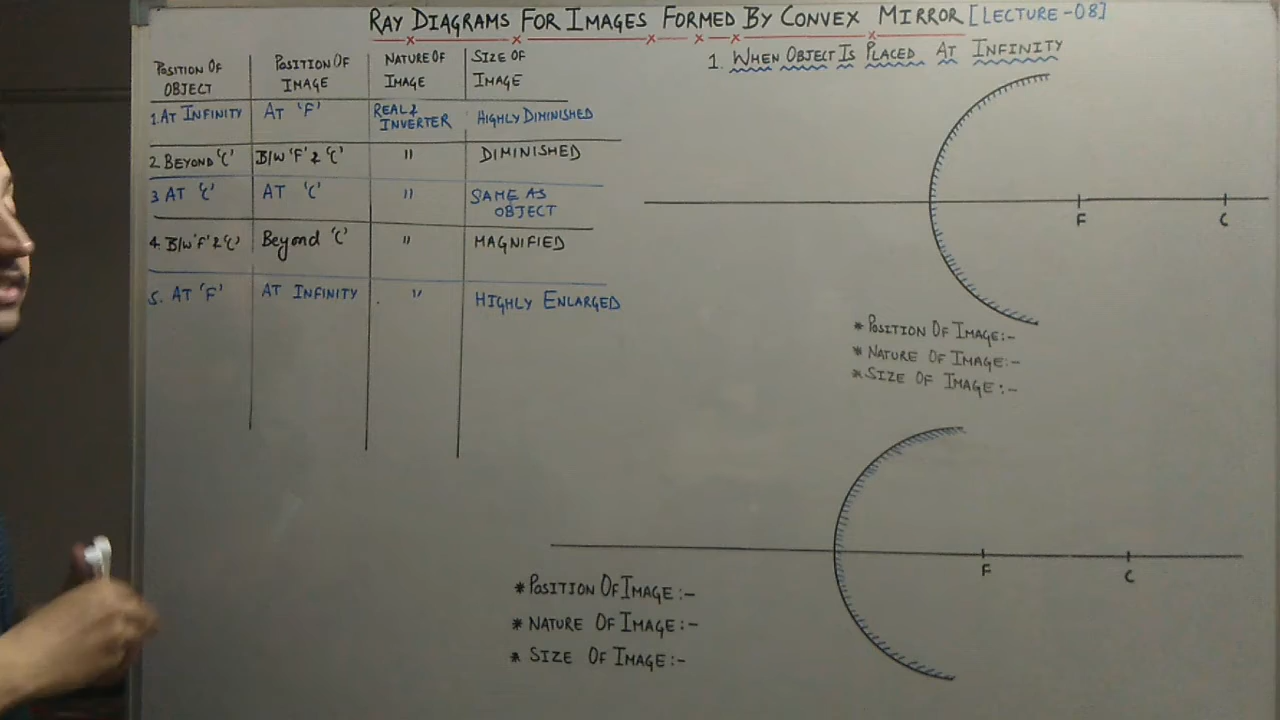 RAY DIAGRAMS FOR IMAGES FORMED BY CONVEX MIRROR [LECTURE-08]
POSITION OF OBJECT
POSITION OF IMAGE
NATURE OF IMAGE
SIZE OF IMAGE
1. AT INFINITY
AT 'F'
REAL & INVERTER
HIGHLY DIMINISHED
2. BEYOND 'C'
B/W 'F' & 'C'
"
DIMINISHED
3 AT 'C'
AT 'C'
"
SAME AS OBJECT
4. B/W 'F' & 'C'
Beyond 'C'
"
MAGNIFIED
5. AT 'F'
AT INFINITY
"
HIGHLY ENLARGED
1. WHEN OBJECT IS PLACED AT INFINITY
F
C
* POSITION OF IMAGE:-
* NATURE OF IMAGE:-
* SIZE OF IMAGE:-
F
C
* POSITION OF IMAGE:-
* NATURE OF IMAGE:-
* SIZE OF IMAGE:-